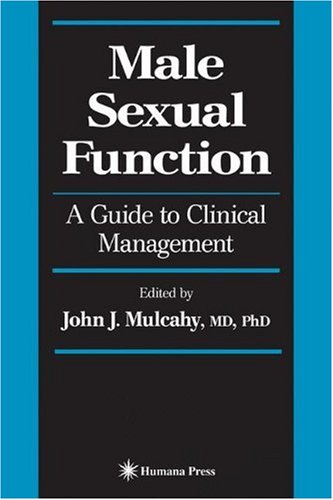 Male
Sexual
Function
A Guide to Clinical
Management
Edited by
John J. Mulcahy, MD, PhD
Humana Press